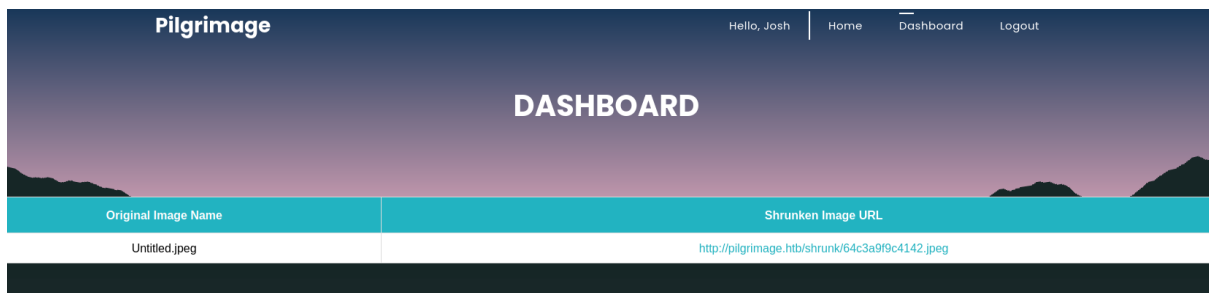 Pilgrimage Hello, Josh Home Dashboard Logout
DASHBOARD
Original Image Name Shrunken Image URL
Untitled.jpeg http://pilgrimage.htb/shrunk/64c3a9f9c4142.jpeg